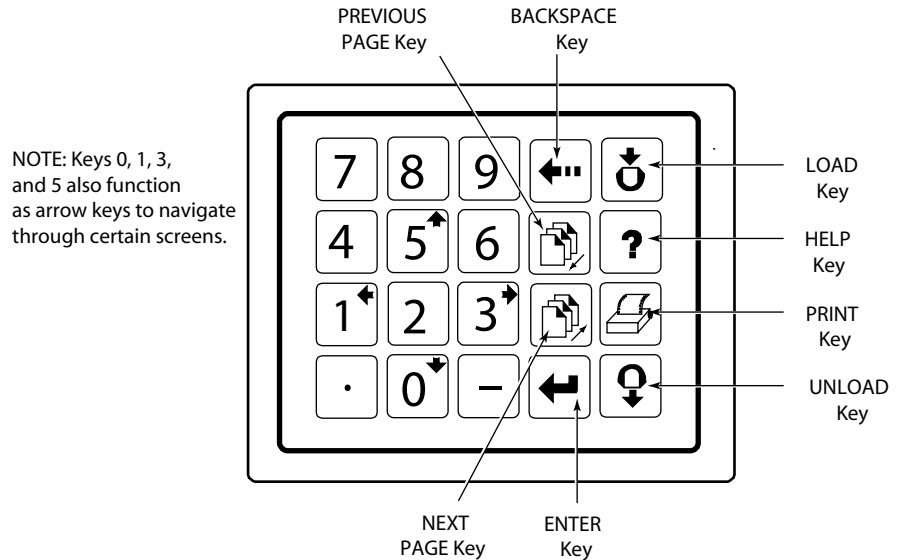 PREVIOUS
PAGE Key
BACKSPACE
Key
NOTE: Keys 0, 1, 3,
and 5 also function
as arrow keys to navigate
through certain screens.
7 8 9
LOAD
Key
4 5 6 ?
HELP
Key
1 2 3
PRINT
Key
. 0 –
UNLOAD
Key
NEXT
PAGE Key
ENTER
Key